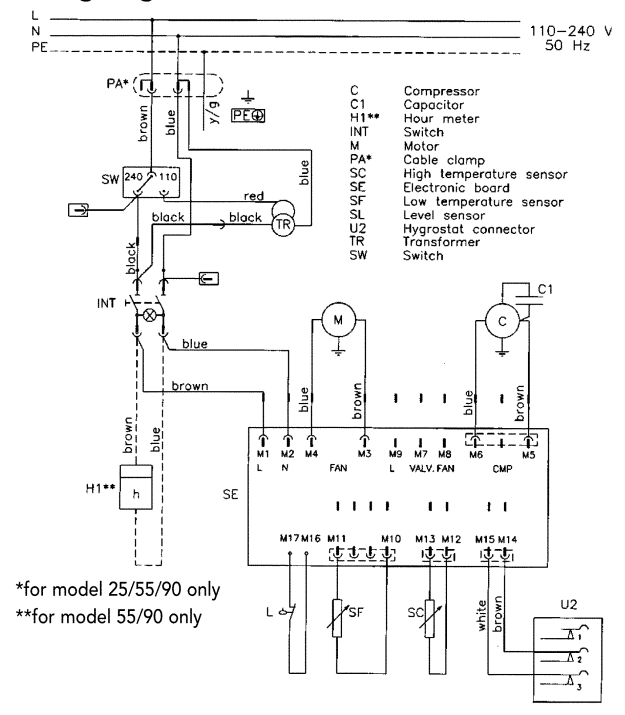 L
N
PE
110-240 V
50 Hz
PA*
brown
blue
y/g
PE
blue
C Compressor
C1 Capacitor
H1** Hour meter
INT Switch
M Motor
PA* Cable clamp
SC High temperature sensor
SE Electronic board
SF Low temperature sensor
SL Level sensor
U2 Hygrostat connector
TR Transformer
SW Switch
SW 240 110
red
black black
TR
black
INT
C1
M
C
blue
brown
blue
brown
blue
brown
brown
blue
M1 M2 M4 M3 M9 M7 M8 M6 M5
L N FAN L VALV. FAN CMP
H1** h
SE
M17 M16 M11 M10 M13 M12 M15 M14
*for model 25/55/90 only
**for model 55/90 only
L
SF
SC
white
brown
U2
1
2
3